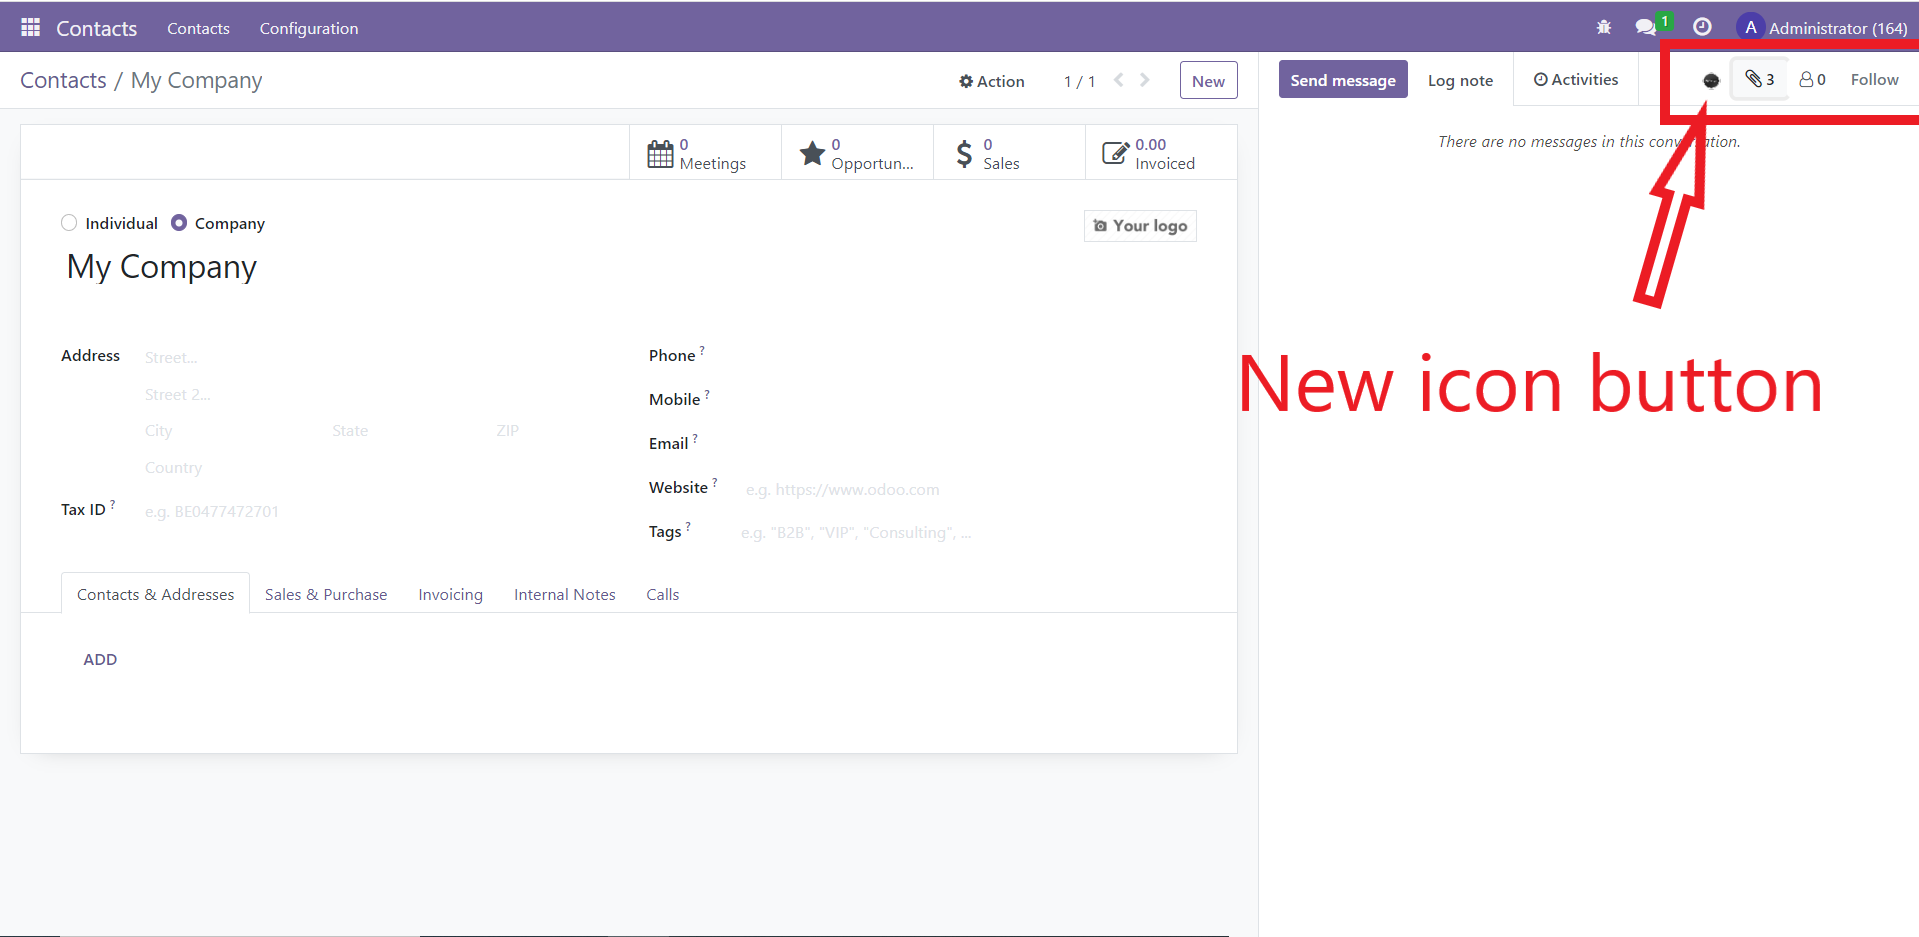 Contacts Contacts Configuration 1 A Administrator (164)
Contacts / My Company Action 1 / 1 New Send message Log note Activities 3 0 Follow
There are no messages in this conversation.
0 Meetings
0 Opportun...
0 Sales
0.00 Invoiced
Individual Company
Your logo
My Company
New icon button
Address Street...
Street 2...
City State ZIP
Country
Tax ID ? e.g. BE0477472701
Phone ?
Mobile ?
Email ?
Website ? e.g. https://www.odoo.com
Tags ? e.g. "B2B", "VIP", "Consulting", ...
Contacts & Addresses Sales & Purchase Invoicing Internal Notes Calls
ADD